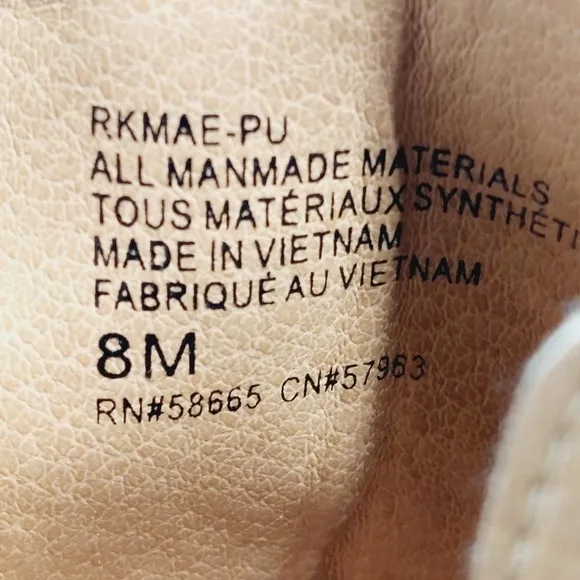 RKMAE-PU
ALL MANMADE MATERIALS
TOUS MATÉRIAUX SYNTHÉTI
MADE IN VIETNAM
FABRIQUÉ AU VIETNAM
8M
RN#58665 CN#57963